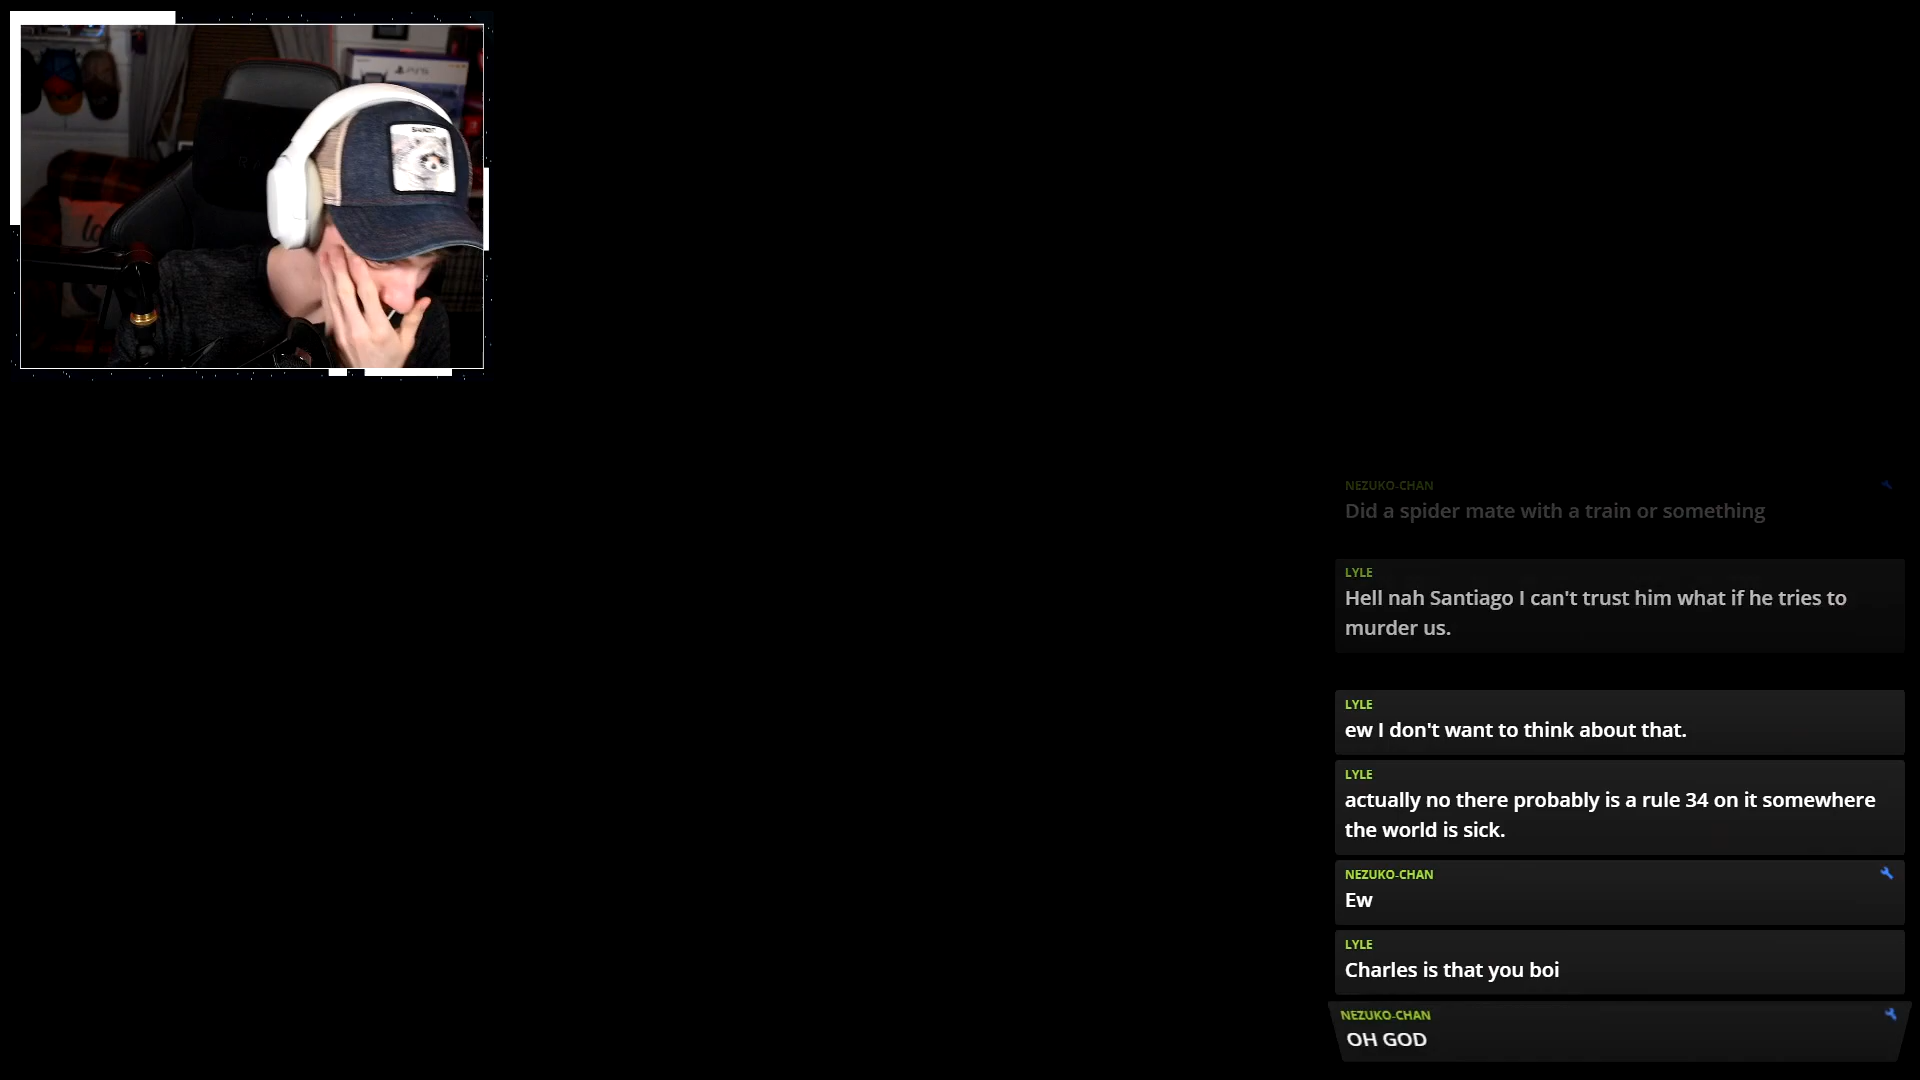 PS5
BANDIT
lo
NEZUKO-CHAN
Did a spider mate with a train or something
LYLE
Hell nah Santiago I can't trust him what if he tries to
murder us.
LYLE
ew I don't want to think about that.
LYLE
actually no there probably is a rule 34 on it somewhere
the world is sick.
NEZUKO-CHAN
Ew
LYLE
Charles is that you boi
NEZUKO-CHAN
OH GOD